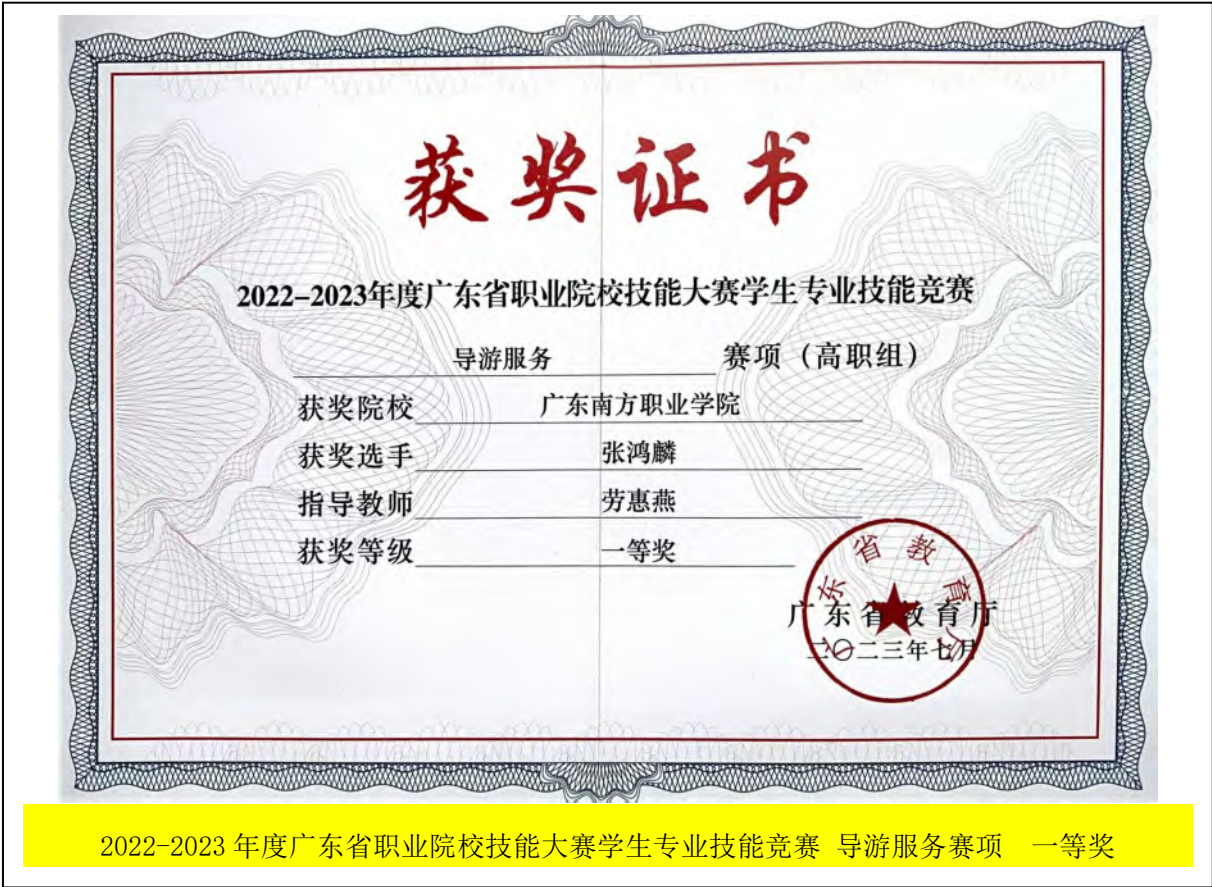 获奖证书
2022-2023年度广东省职业院校技能大赛学生专业技能竞赛
导游服务 赛项（高职组）
获奖院校 广东南方职业学院
获奖选手 张鸿麟
指导教师 劳惠燕
获奖等级 一等奖
广东省教育厅
广东省教育厅
二〇二三年七月
2022-2023 年度广东省职业院校技能大赛学生专业技能竞赛 导游服务赛项 一等奖